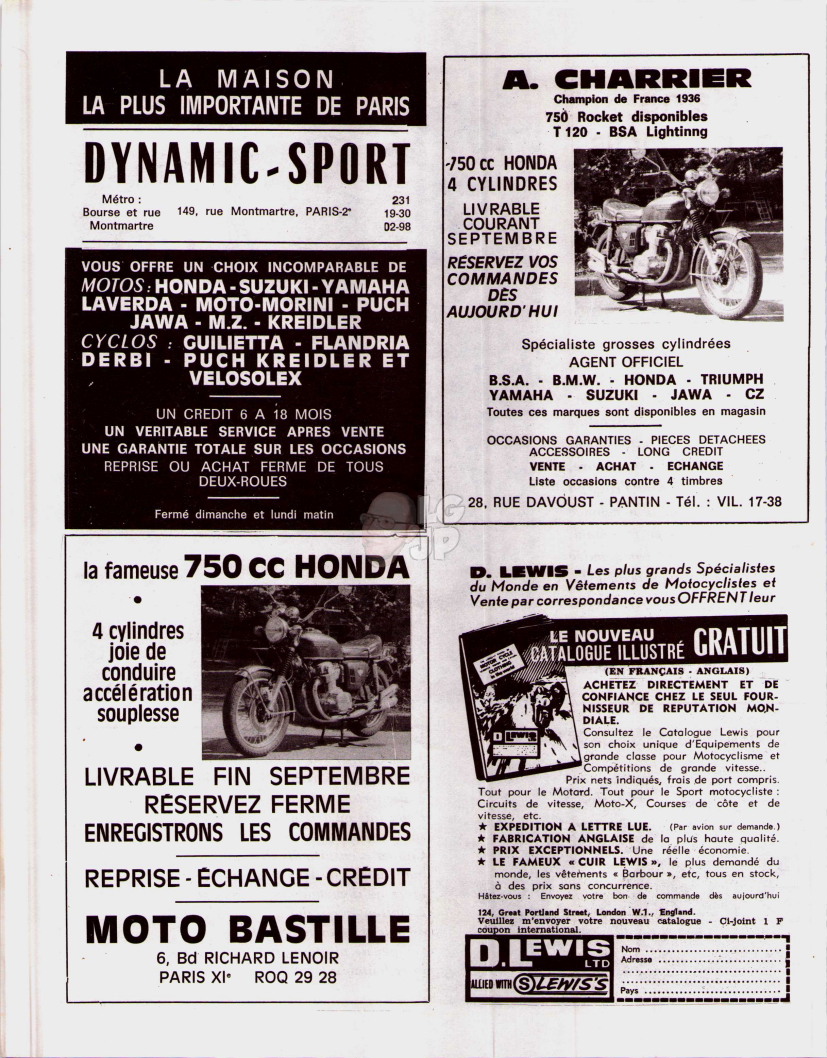 LA MAISON
LA PLUS IMPORTANTE DE PARIS
DYNAMIC-SPORT
Métro :
Bourse et rue
Montmartre
149, rue Montmartre, PARIS-2e
231
19-30
02-98
VOUS OFFRE UN CHOIX INCOMPARABLE DE
MOTOS : HONDA - SUZUKI - YAMAHA
LAVERDA - MOTO-MORINI - PUCH
JAWA - M.Z. - KREIDLER
CYCLOS : GUILIETTA - FLANDRIA
DERBI - PUCH KREIDLER ET
VELOSOLEX
UN CREDIT 6 A 18 MOIS
UN VERITABLE SERVICE APRES VENTE
UNE GARANTIE TOTALE SUR LES OCCASIONS
REPRISE OU ACHAT FERME DE TOUS
DEUX-ROUES
Fermé dimanche et lundi matin
A. CHARRIER
Champion de France 1936
750 Rocket disponibles
T 120 - BSA Lightinng
750 cc HONDA
4 CYLINDRES
LIVRABLE
COURANT
SEPTEMBRE
RÉSERVEZ VOS
COMMANDES
DÈS
AUJOURD'HUI
Spécialiste grosses cylindrées
AGENT OFFICIEL
B.S.A. - B.M.W. - HONDA - TRIUMPH
YAMAHA - SUZUKI - JAWA - CZ
Toutes ces marques sont disponibles en magasin
OCCASIONS GARANTIES - PIECES DETACHEES
ACCESSOIRES - LONG CREDIT
VENTE - ACHAT - ECHANGE
Liste occasions contre 4 timbres
28, RUE DAVOUST - PANTIN - Tél. : VIL. 17-38
LG
JP
la fameuse 750 cc HONDA
•
4 cylindres
joie de
conduire
accélération
souplesse
•
LIVRABLE FIN SEPTEMBRE
RÉSERVEZ FERME
ENREGISTRONS LES COMMANDES
REPRISE - ÉCHANGE - CRÉDIT
MOTO BASTILLE
6, Bd RICHARD LENOIR
PARIS XIe ROQ 29 28
D. LEWIS - Les plus grands Spécialistes
du Monde en Vêtements de Motocyclistes et
Vente par correspondance vous OFFRENT leur
LE NOUVEAU
CATALOGUE ILLUSTRÉ GRATUIT
(EN FRANÇAIS - ANGLAIS)
MOTOR CYCLE
CLOTHING
D LEWIS
ACHETEZ DIRECTEMENT ET DE
CONFIANCE CHEZ LE SEUL FOUR-
NISSEUR DE REPUTATION MON-
DIALE.
Consultez le Catalogue Lewis pour
son choix unique d'Equipements de
grande classe pour Motocyclisme et
Compétitions de grande vitesse..
Prix nets indiqués, frais de port compris.
Tout pour le Motard. Tout pour le Sport motocycliste :
Circuits de vitesse, Moto-X, Courses de côte et de
vitesse, etc.
★ EXPEDITION A LETTRE LUE. (Par avion sur demande.)
★ FABRICATION ANGLAISE de la plus haute qualité.
★ PRIX EXCEPTIONNELS. Une réelle économie.
★ LE FAMEUX « CUIR LEWIS », le plus demandé du
monde, les vêtements « Barbour », etc, tous en stock,
à des prix sans concurrence.
Hâtez-vous : Envoyez votre bon de commande dès aujourd'hui
124, Great Portland Street, London W.1., England.
Veuillez m'envoyer votre nouveau catalogue - Ci-joint 1 F
coupon international.
D. LEWIS
LTD
ALLIED WITH S LEWIS'S
Nom
Adresse
Pays